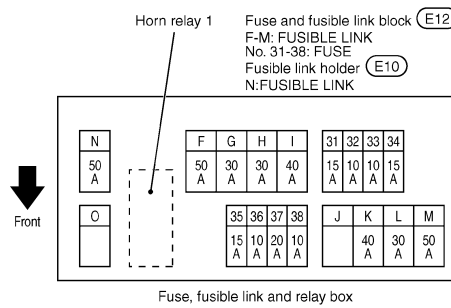 Horn relay 1
Fuse and fusible link block E12
F-M: FUSIBLE LINK
No. 31-38: FUSE
Fusible link holder E10
N:FUSIBLE LINK
N F G H I 31 32 33 34
50 A 50 A 30 A 30 A 40 A 15 A 10 A 10 A 15 A
Front
O 35 36 37 38 J K L M
15 A 10 A 20 A 10 A 40 A 30 A 50 A
Fuse, fusible link and relay box